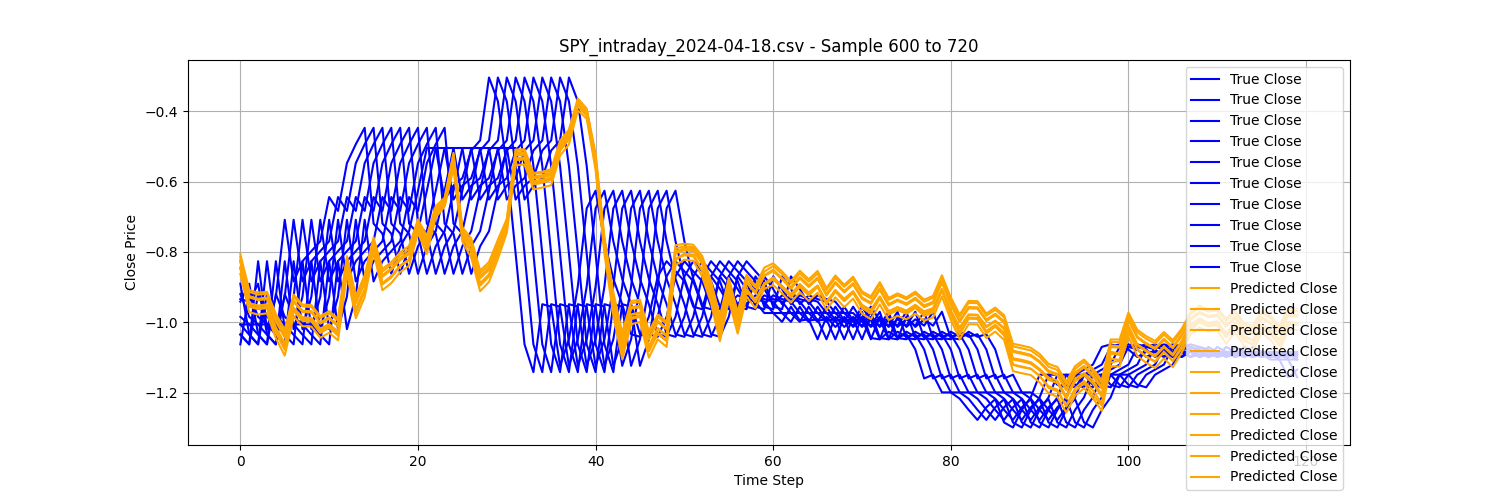 SPY_intraday_2024-04-18.csv - Sample 600 to 720
Close Price
−0.4
−0.6
−0.8
−1.0
−1.2
0
20
40
60
80
100
120
Time Step
True Close
True Close
True Close
True Close
True Close
True Close
True Close
True Close
True Close
True Close
Predicted Close
Predicted Close
Predicted Close
Predicted Close
Predicted Close
Predicted Close
Predicted Close
Predicted Close
Predicted Close
Predicted Close